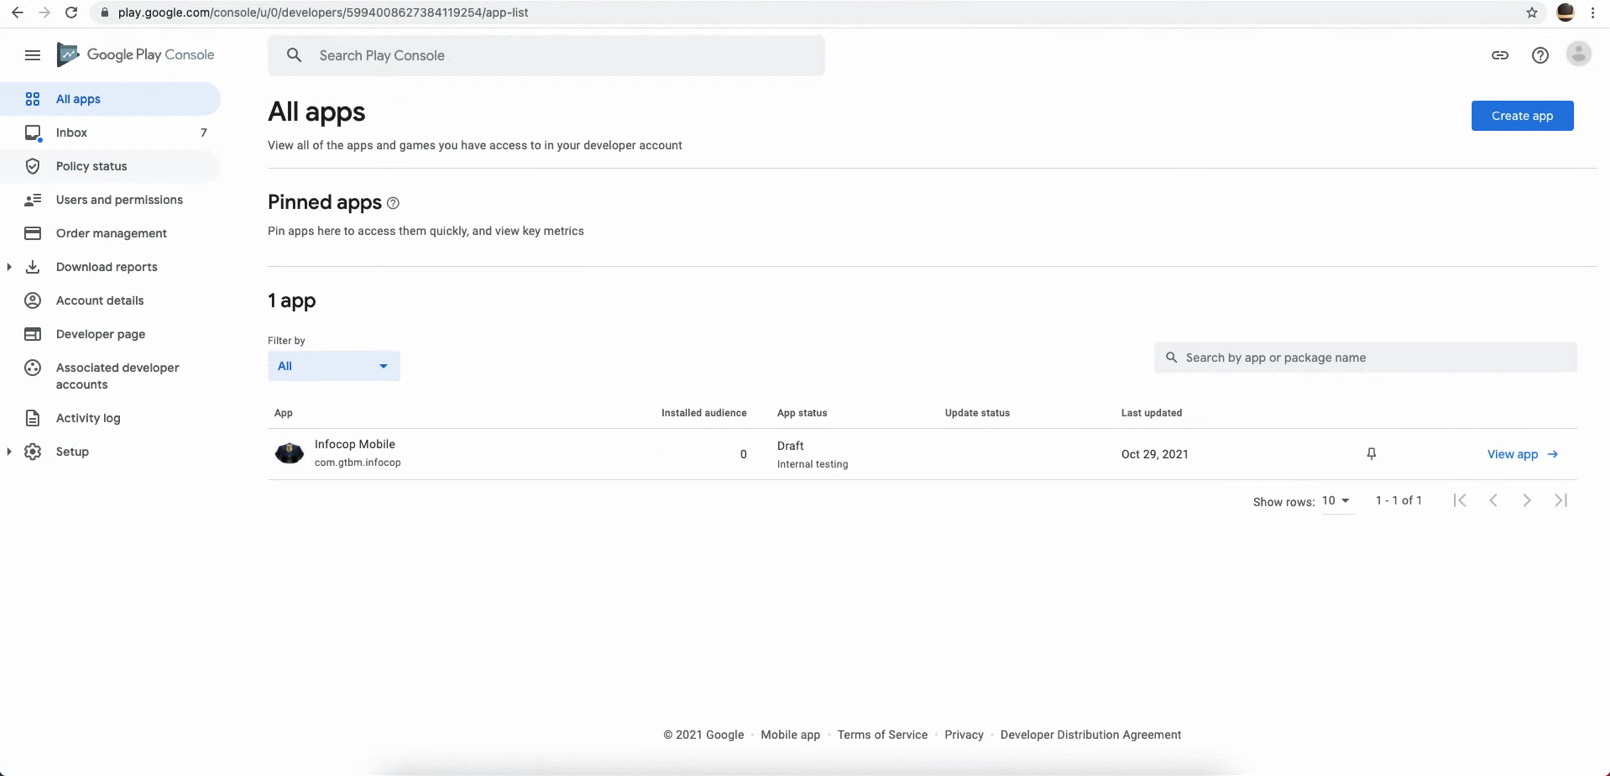 play.google.com/console/u/0/developers/5994008627384119254/app-list
Google Play Console
Search Play Console
All apps
Inbox 7
Policy status
Users and permissions
Order management
Download reports
Account details
Developer page
Associated developer
accounts
Activity log
Setup
All apps
Create app
View all of the apps and games you have access to in your developer account
Pinned apps
Pin apps here to access them quickly, and view key metrics
1 app
Filter by
All
Search by app or package name
App Installed audience App status Update status Last updated
Infocop Mobile
com.gtbm.infocop
0
Draft
Internal testing
Oct 29, 2021
View app
Show rows: 10 1 - 1 of 1
© 2021 Google · Mobile app · Terms of Service · Privacy · Developer Distribution Agreement